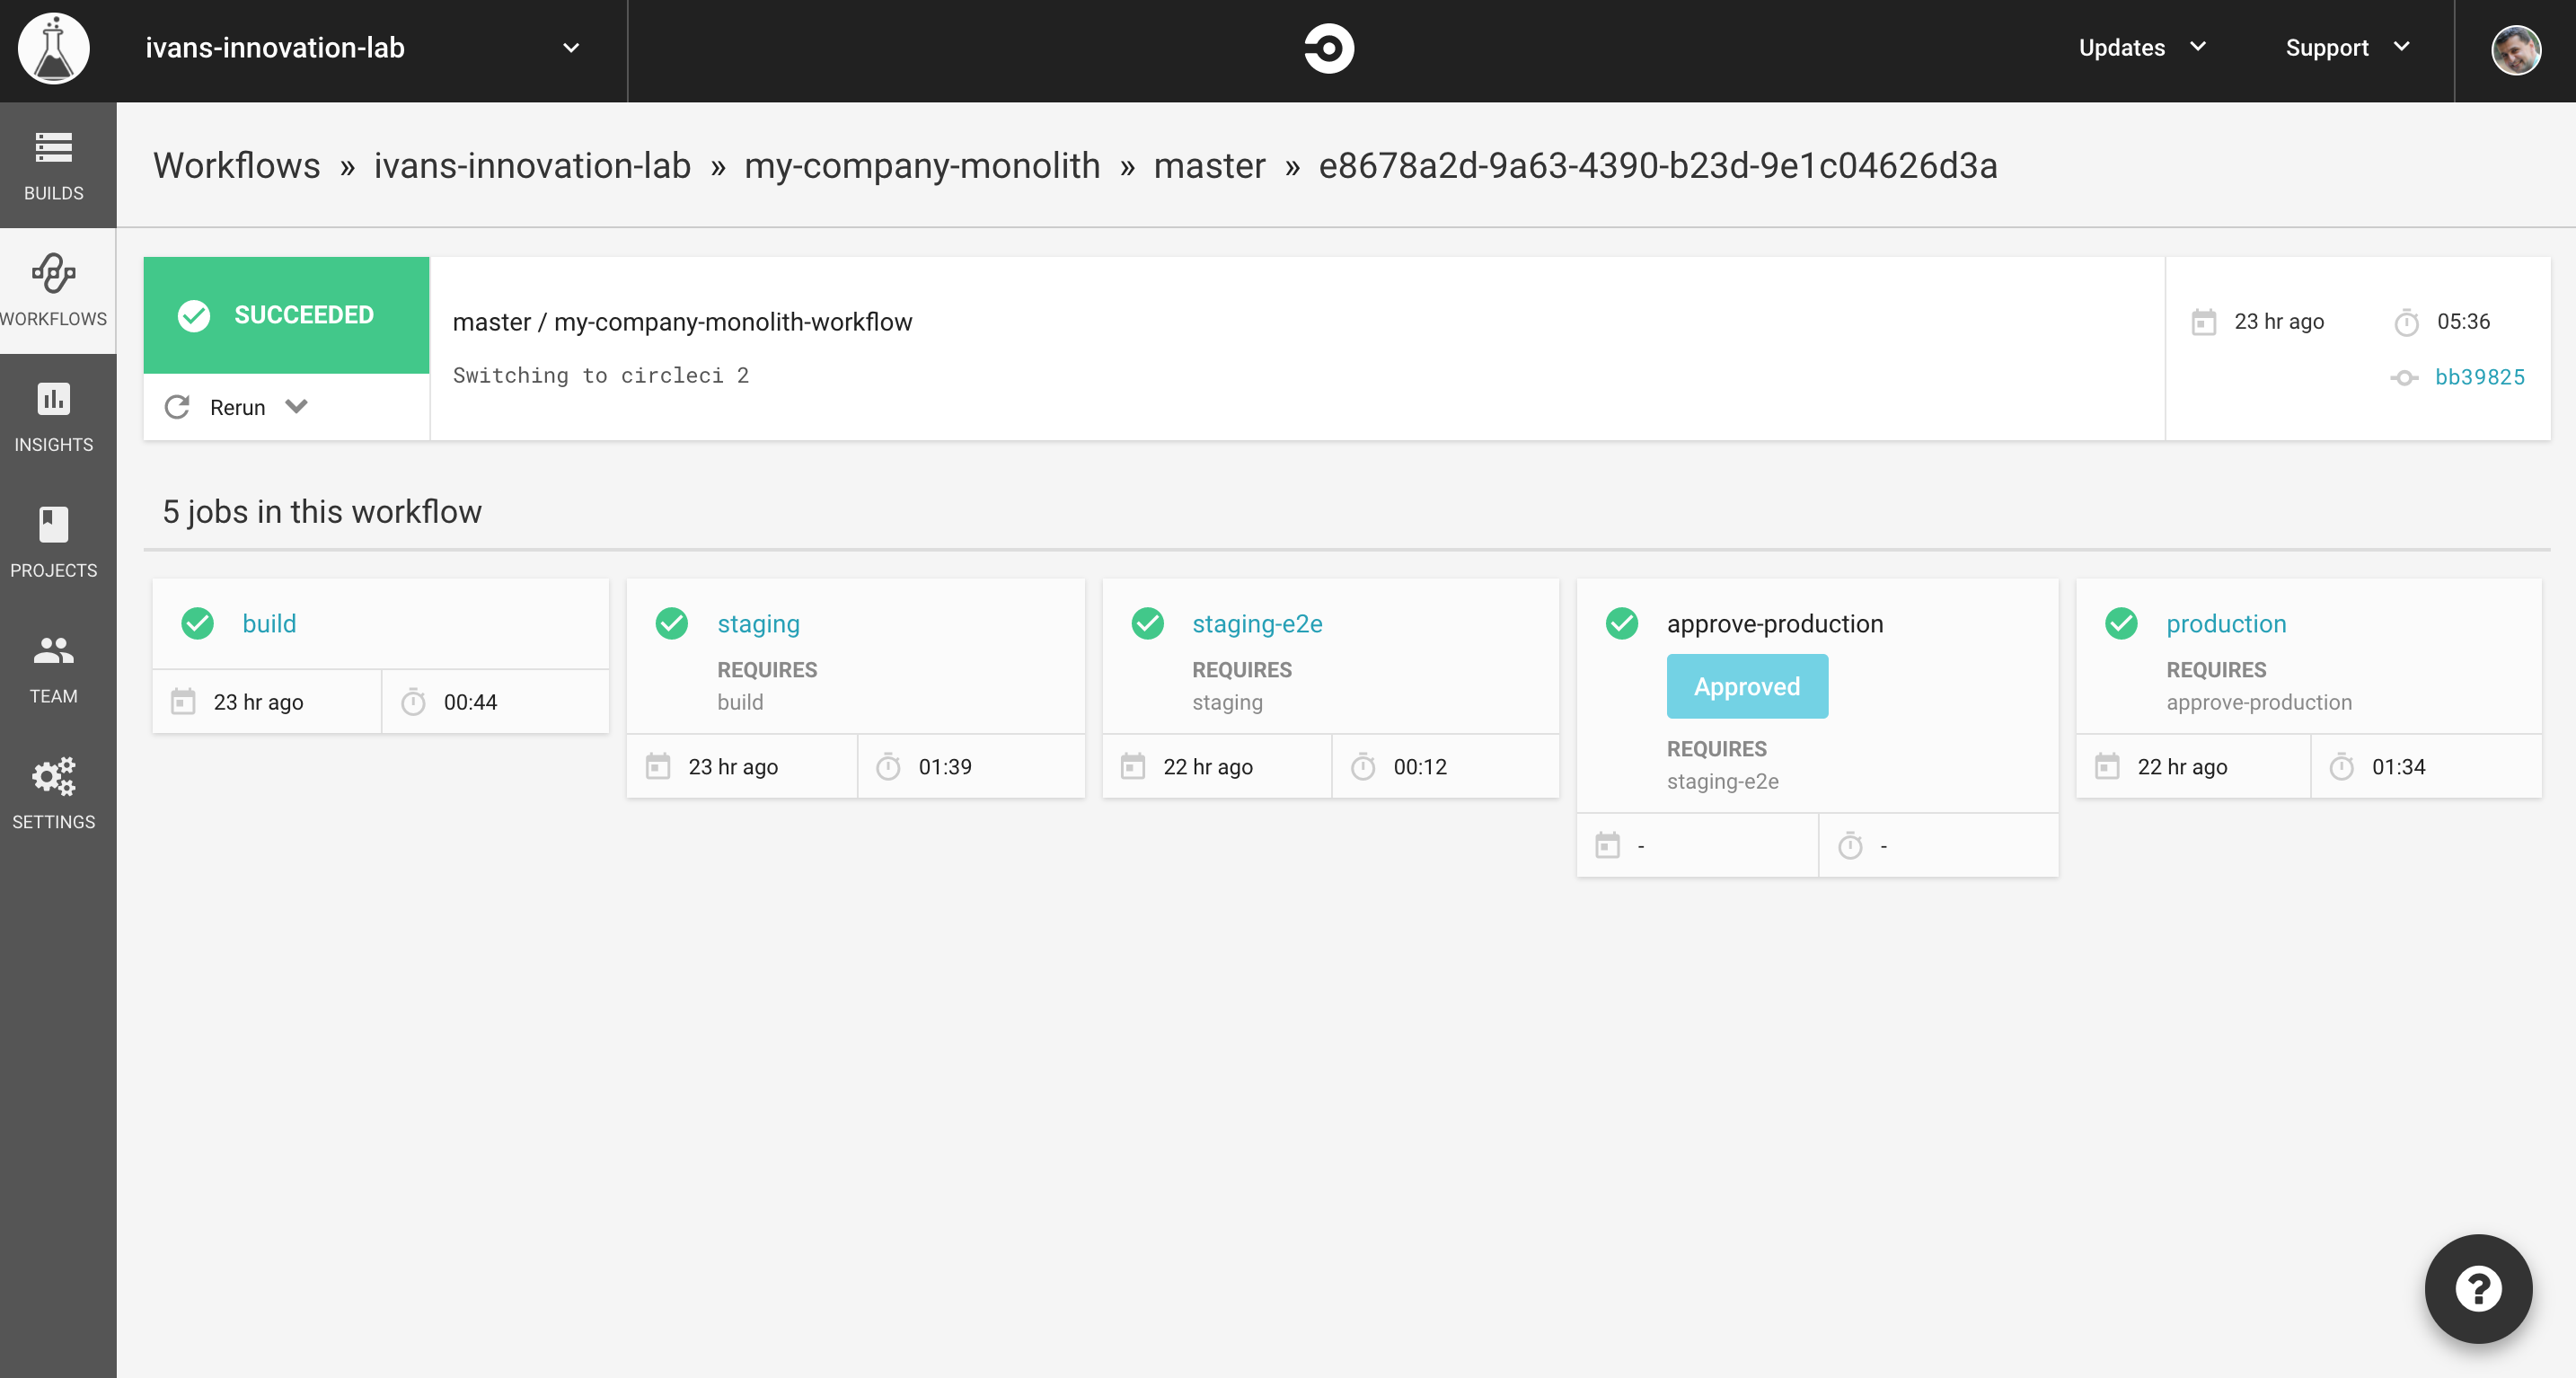 ivans-innovation-lab
Updates
Support
BUILDS
WORKFLOWS
INSIGHTS
PROJECTS
TEAM
SETTINGS
Workflows » ivans-innovation-lab » my-company-monolith » master » e8678a2d-9a63-4390-b23d-9e1c04626d3a
SUCCEEDED
Rerun
master / my-company-monolith-workflow
Switching to circleci 2
23 hr ago
05:36
bb39825
5 jobs in this workflow
build
23 hr ago
00:44
staging
REQUIRES
build
23 hr ago
01:39
staging-e2e
REQUIRES
staging
22 hr ago
00:12
approve-production
Approved
REQUIRES
staging-e2e
-
-
production
REQUIRES
approve-production
22 hr ago
01:34
?